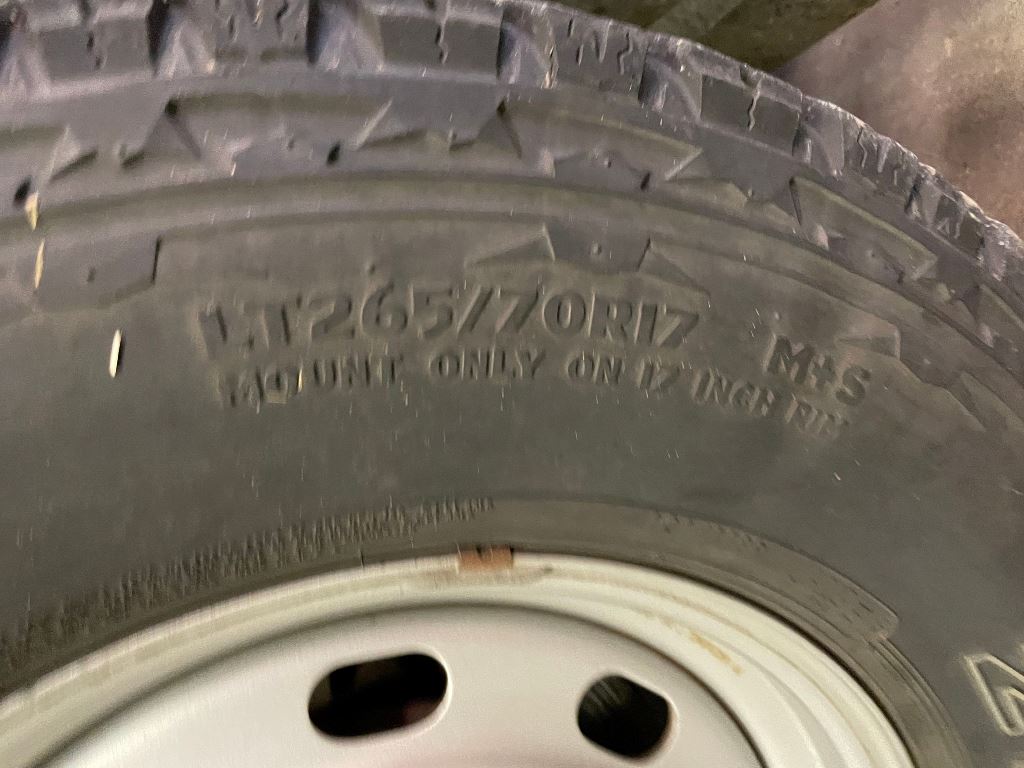 LT265/70R17
M+S
MOUNT ONLY ON 17 INCH RIM